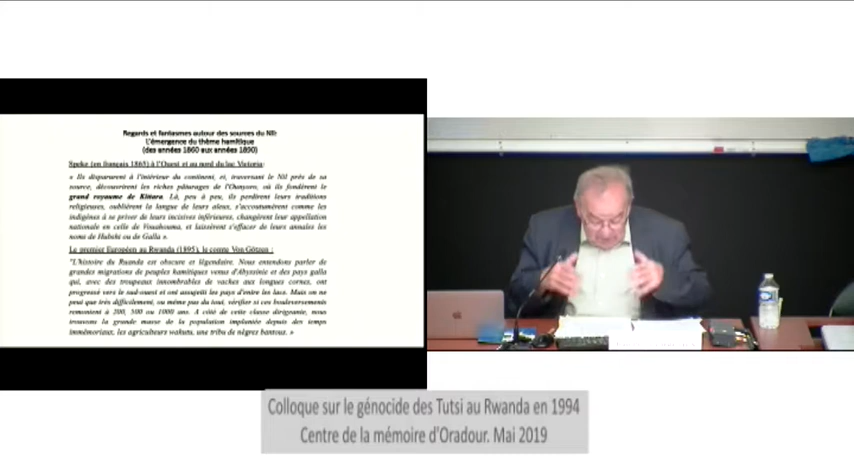 Regards et fantasmes autour des sources du Nil:
L'émergence du thème hamitique
(des années 1860 aux années 1890)
Speke (en français 1865) à l'Ouest et au nord du lac Victoria:
« Ils disparurent à l'intérieur du continent, et, traversant le Nil près de sa
source, découvrirent les riches pâturages de l'Ounyoro, où ils fondèrent le
grand royaume de Kittara. Là, peu à peu, ils perdirent leurs traditions
religieuses, oublièrent la langue de leurs aïeux, s'accoutumèrent comme les
indigènes à se priver de leurs incisives inférieures, changèrent leur appellation
nationale en celle de Vouahouma, et laissèrent s'effacer de leurs annales les
noms de Hubshi ou de Galla ».
Le premier Européen au Rwanda (1895), le comte Von Götzen :
"L'histoire du Ruanda est obscure et légendaire. Nous entendons parler de
grandes migrations de peuples hamitiques venus d'Abyssinie et des pays galla
qui, avec des troupeaux innombrables de vaches aux longues cornes, ont
progressé vers le sud-ouest et ont assujetti les pays d'entre les lacs. Mais on ne
peut que très difficilement, ou même pas du tout, vérifier si ces bouleversements
remontent à 200, 500 ou 1000 ans. A côté de cette classe dirigeante, nous
trouvons la grande masse de la population implantée depuis des temps
immémoriaux, les agriculteurs wahutu, une tribu de nègres bantous. »
Colloque sur le génocide des Tutsi au Rwanda en 1994
Centre de la mémoire d'Oradour. Mai 2019